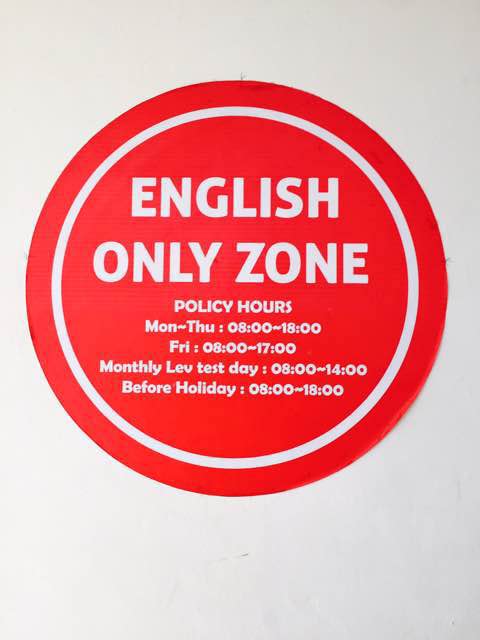 ENGLISH
ONLY ZONE
POLICY HOURS
Mon~Thu : 08:00~18:00
Fri : 08:00~17:00
Monthly Lev test day : 08:00~14:00
Before Holiday : 08:00~18:00